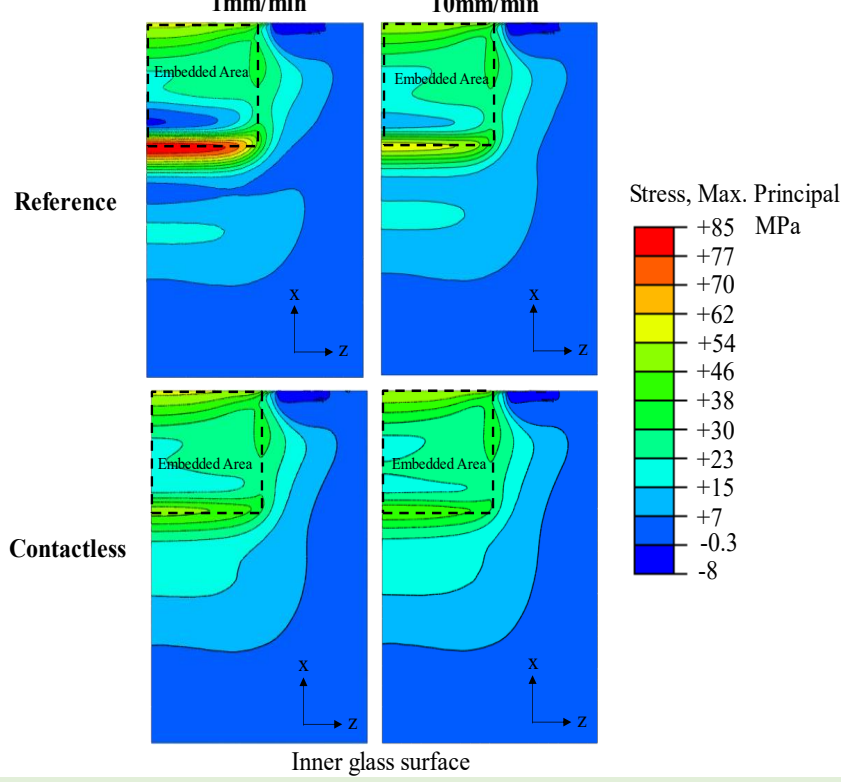 1mm/min 10mm/min
Embedded Area Embedded Area
Reference
Stress, Max. Principal
MPa
+85
+77
+70
+62
+54
+46
+38
+30
+23
+15
+7
-0.3
-8
X Z X Z
Embedded Area Embedded Area
Contactless
X Z X Z
Inner glass surface